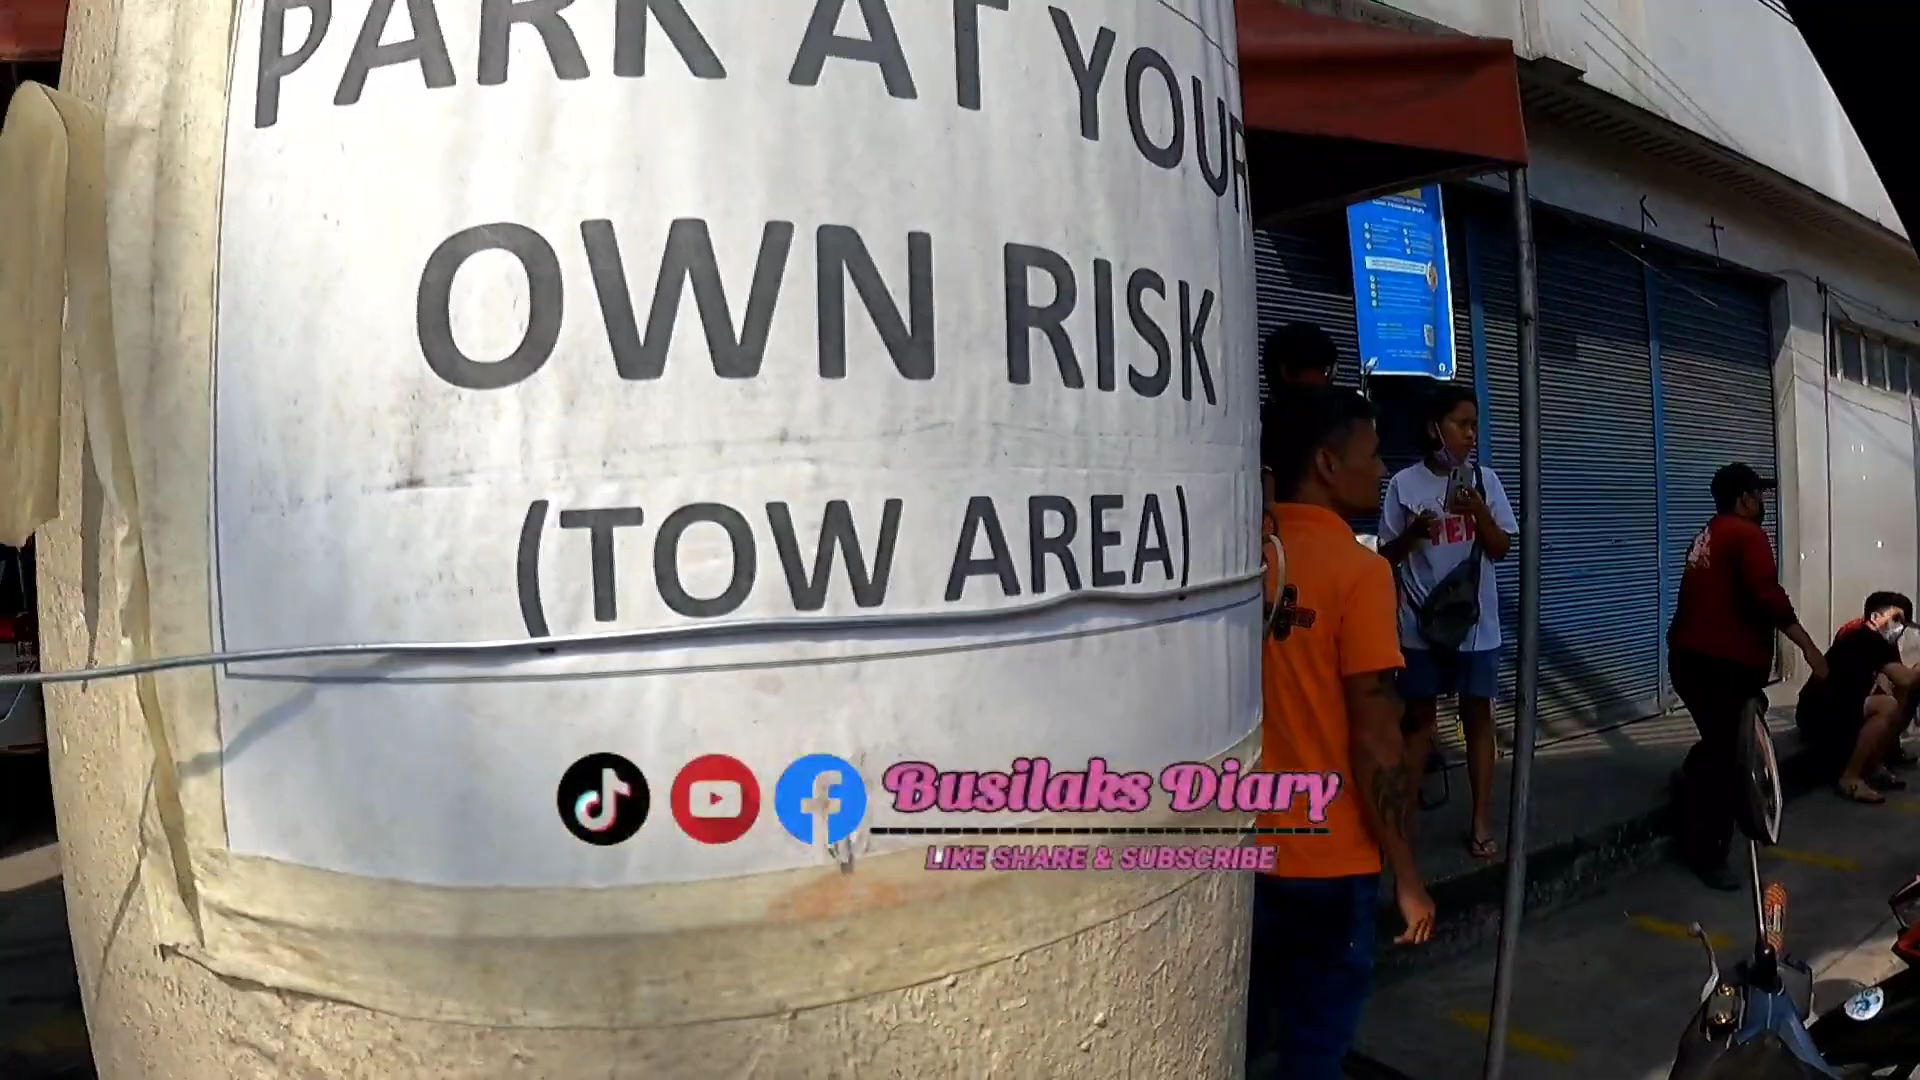 PARK AT YOUR
OWN RISK
(TOW AREA)
Busilaks Diary
LIKE SHARE & SUBSCRIBE